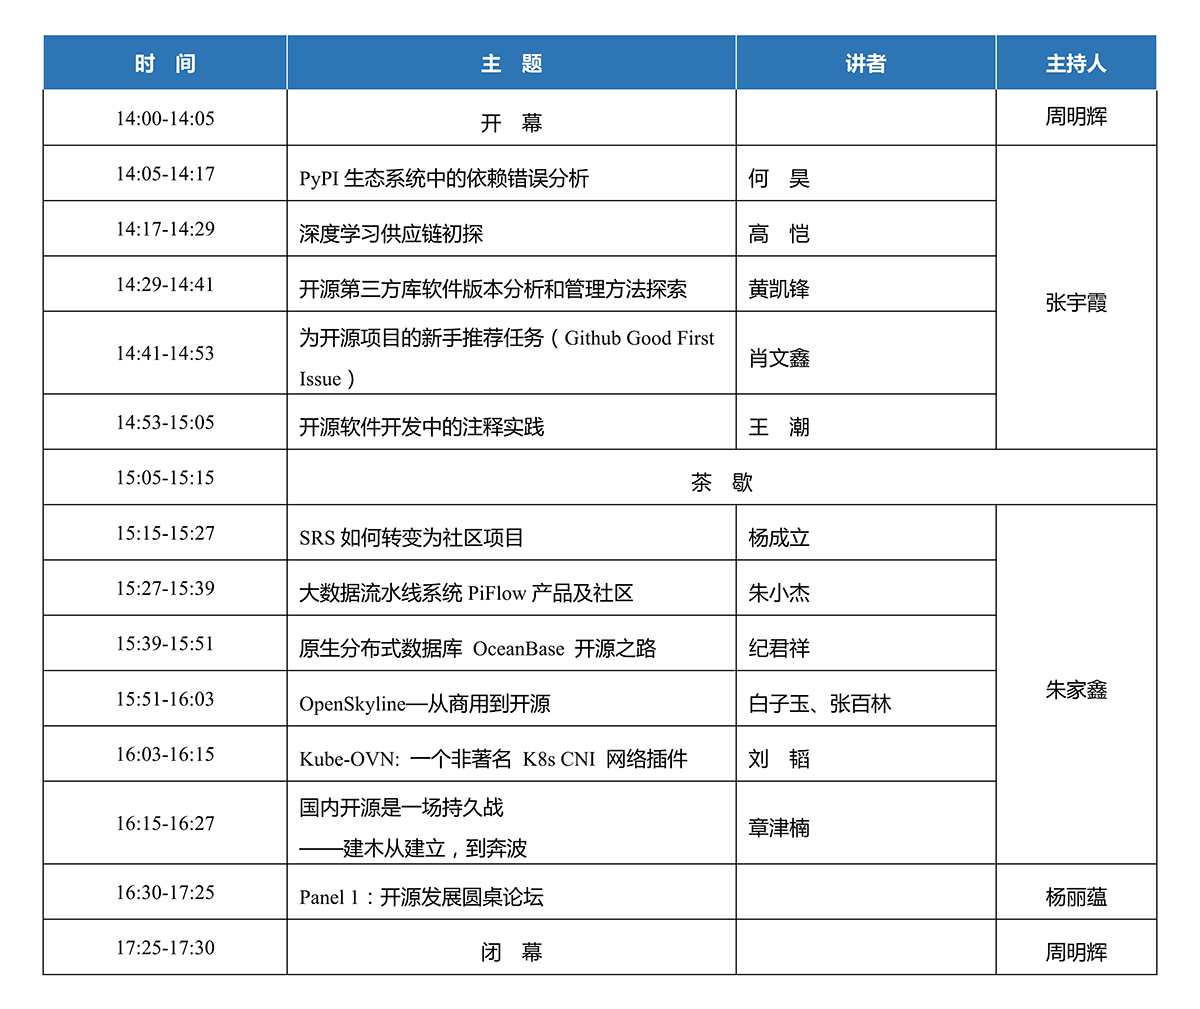 时 间 主 题 讲者 主持人
14:00-14:05 开 幕 周明辉
14:05-14:17 PyPI 生态系统中的依赖错误分析 何 昊
14:17-14:29 深度学习供应链初探 高 恺
14:29-14:41 开源第三方库软件版本分析和管理方法探索 黄凯锋
张宇霞
14:41-14:53 为开源项目的新手推荐任务（Github Good First
Issue） 肖文鑫
14:53-15:05 开源软件开发中的注释实践 王 潮
15:05-15:15 茶 歇
15:15-15:27 SRS 如何转变为社区项目 杨成立
15:27-15:39 大数据流水线系统 PiFlow 产品及社区 朱小杰
15:39-15:51 原生分布式数据库 OceanBase 开源之路 纪君祥
朱家鑫
15:51-16:03 OpenSkyline—从商用到开源 白子玉、张百林
16:03-16:15 Kube-OVN: 一个非著名 K8s CNI 网络插件 刘 韬
16:15-16:27 国内开源是一场持久战
——建木从建立，到奔波 章津楠
16:30-17:25 Panel 1：开源发展圆桌论坛 杨丽蕴
17:25-17:30 闭 幕 周明辉